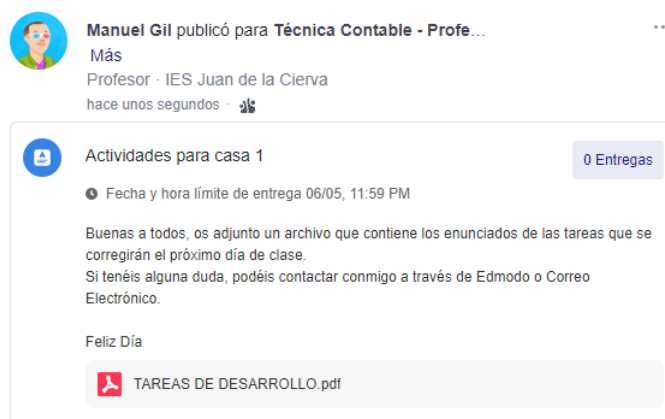 Manuel Gil publicó para Técnica Contable - Profe...
Más
Profesor · IES Juan de la Cierva
hace unos segundos ·
Actividades para casa 1
0 Entregas
Fecha y hora límite de entrega 06/05, 11:59 PM
Buenas a todos, os adjunto un archivo que contiene los enunciados de las tareas que se
corregirán el próximo día de clase.
Si tenéis alguna duda, podéis contactar conmigo a través de Edmodo o Correo
Electrónico.
Feliz Día
TAREAS DE DESARROLLO.pdf